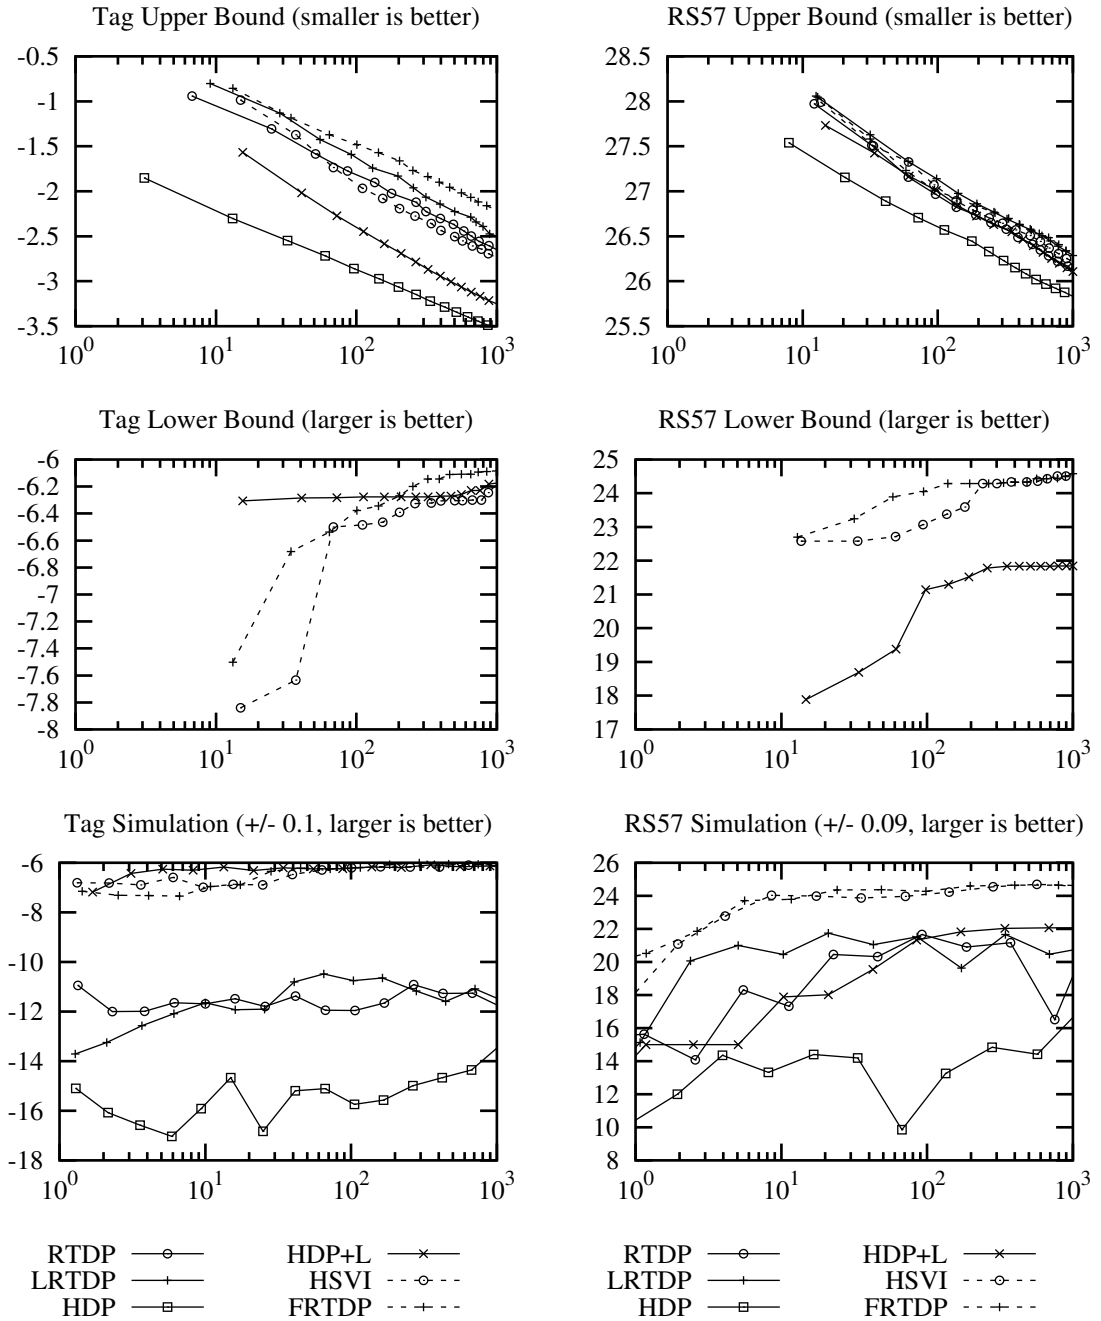 Tag Upper Bound (smaller is better)
-0.5
-1
-1.5
-2
-2.5
-3
-3.5
10^0 10^1 10^2 10^3
RS57 Upper Bound (smaller is better)
28.5
28
27.5
27
26.5
26
25.5
10^0 10^1 10^2 10^3
Tag Lower Bound (larger is better)
-6
-6.2
-6.4
-6.6
-6.8
-7
-7.2
-7.4
-7.6
-7.8
-8
10^0 10^1 10^2 10^3
RS57 Lower Bound (larger is better)
25
24
23
22
21
20
19
18
17
10^0 10^1 10^2 10^3
Tag Simulation (+/- 0.1, larger is better)
-6
-8
-10
-12
-14
-16
-18
10^0 10^1 10^2 10^3
RS57 Simulation (+/- 0.09, larger is better)
26
24
22
20
18
16
14
12
10
8
10^0 10^1 10^2 10^3
RTDP
LRTDP
HDP
HDP+L
HSVI
FRTDP
RTDP
LRTDP
HDP
HDP+L
HSVI
FRTDP